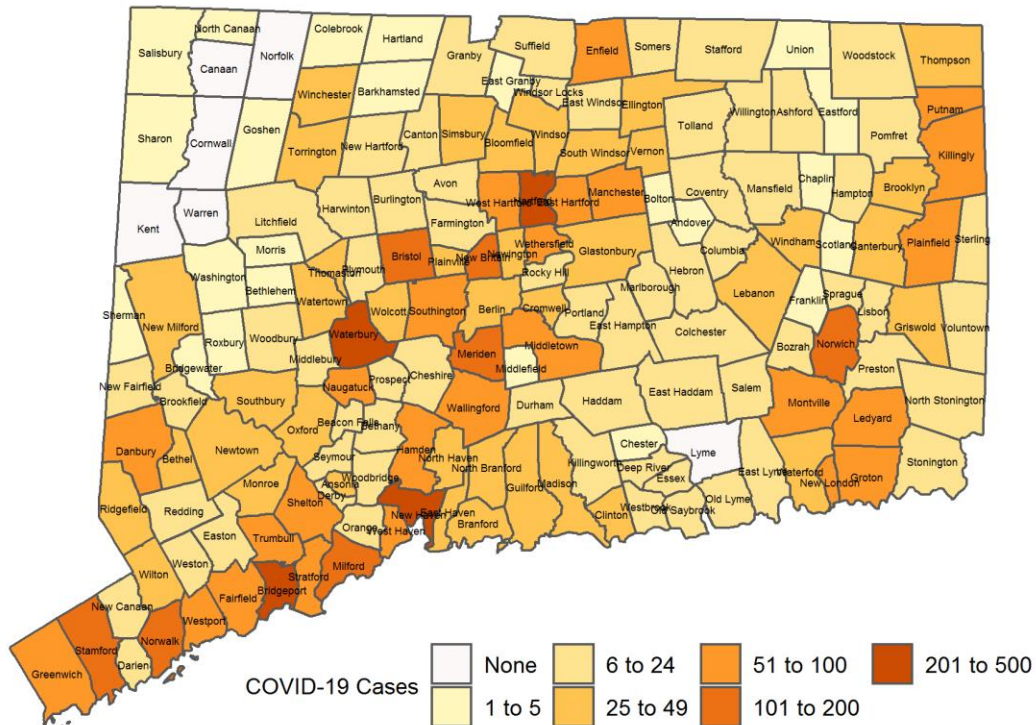 North Canaan
Colebrook
Hartland
Suffield
Enfield
Somers
Stafford
Union
Woodstock
Thompson
Salisbury
Canaan
Norfolk
Granby
East Granby
Windsor Locks
Winchester
Barkhamsted
East Windsor
Ellington
Willington
Ashford
Eastford
Putnam
Sharon
Cornwall
Goshen
Torrington
New Hartford
Canton
Simsbury
Bloomfield
Windsor
South Windsor
Vernon
Tolland
Pomfret
Killingly
Kent
Warren
Litchfield
Harwinton
Burlington
Avon
Farmington
West Hartford
Hartford
East Hartford
Manchester
Bolton
Coventry
Andover
Mansfield
Chaplin
Hampton
Brooklyn
Morris
Washington
Bethlehem
Thomaston
Plymouth
Bristol
Plainville
New Britain
Newington
Wethersfield
Rocky Hill
Glastonbury
Marlborough
Hebron
Columbia
Windham
Scotland
Canterbury
Plainfield
Sterling
Sherman
New Milford
Roxbury
Woodbury
Watertown
Waterbury
Wolcott
Southington
Berlin
Cromwell
Portland
East Hampton
Colchester
Lebanon
Franklin
Sprague
Lisbon
Griswold
Voluntown
Bridgewater
Middlebury
Naugatuck
Prospect
Cheshire
Meriden
Middlefield
Middletown
Bozrah
Norwich
Preston
New Fairfield
Brookfield
Southbury
Oxford
Beacon Falls
Bethany
Wallingford
Durham
Haddam
East Haddam
Salem
Montville
Ledyard
North Stonington
Danbury
Bethel
Newtown
Seymour
Woodbridge
Hamden
North Haven
North Branford
Guilford
Madison
Killingworth
Chester
Deep River
Essex
Lyme
East Lyme
Waterford
New London
Groton
Stonington
Ridgefield
Redding
Monroe
Shelton
Ansonia
Derby
Orange
New Haven
East Haven
West Haven
Branford
Clinton
Westbrook
Old Saybrook
Old Lyme
Wilton
Weston
Easton
Trumbull
Stratford
Milford
New Canaan
Norwalk
Westport
Fairfield
Bridgeport
Greenwich
Stamford
Darien
COVID-19 Cases
None
6 to 24
51 to 100
201 to 500
1 to 5
25 to 49
101 to 200